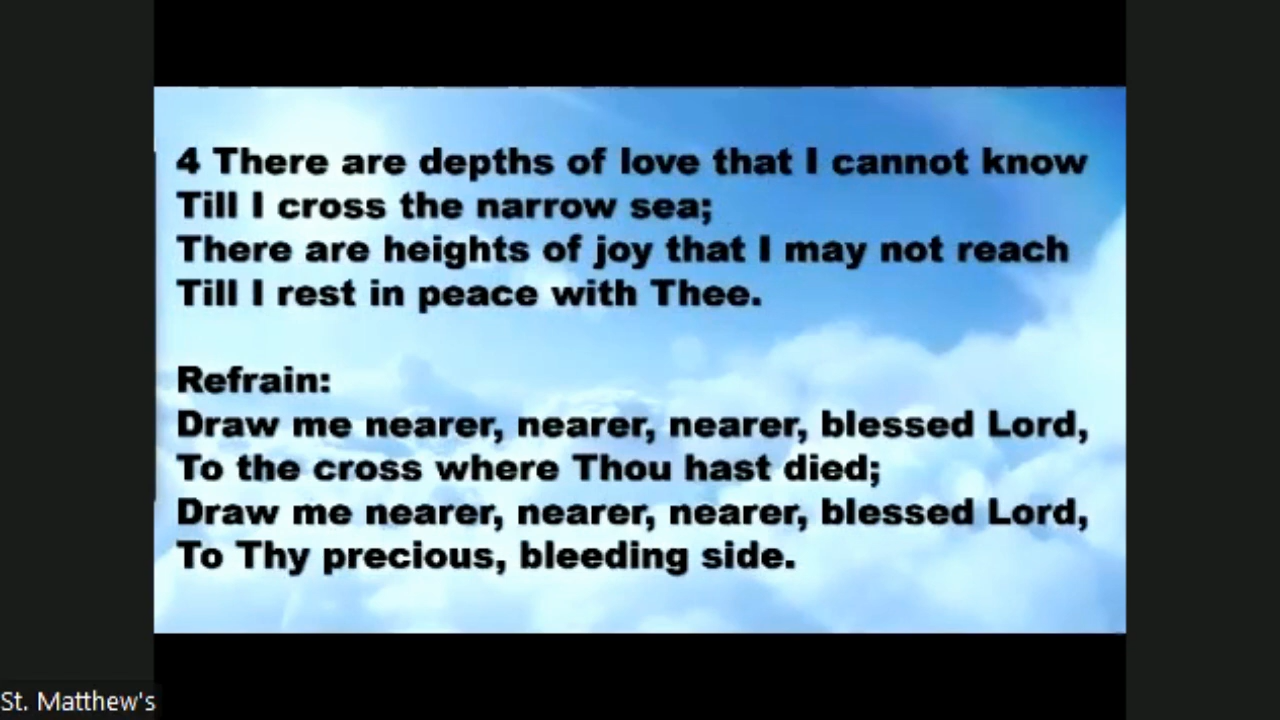 4 There are depths of love that I cannot know
Till I cross the narrow sea;
There are heights of joy that I may not reach
Till I rest in peace with Thee.
Refrain:
Draw me nearer, nearer, nearer, blessed Lord,
To the cross where Thou hast died;
Draw me nearer, nearer, nearer, blessed Lord,
To Thy precious, bleeding side.
St. Matthew's